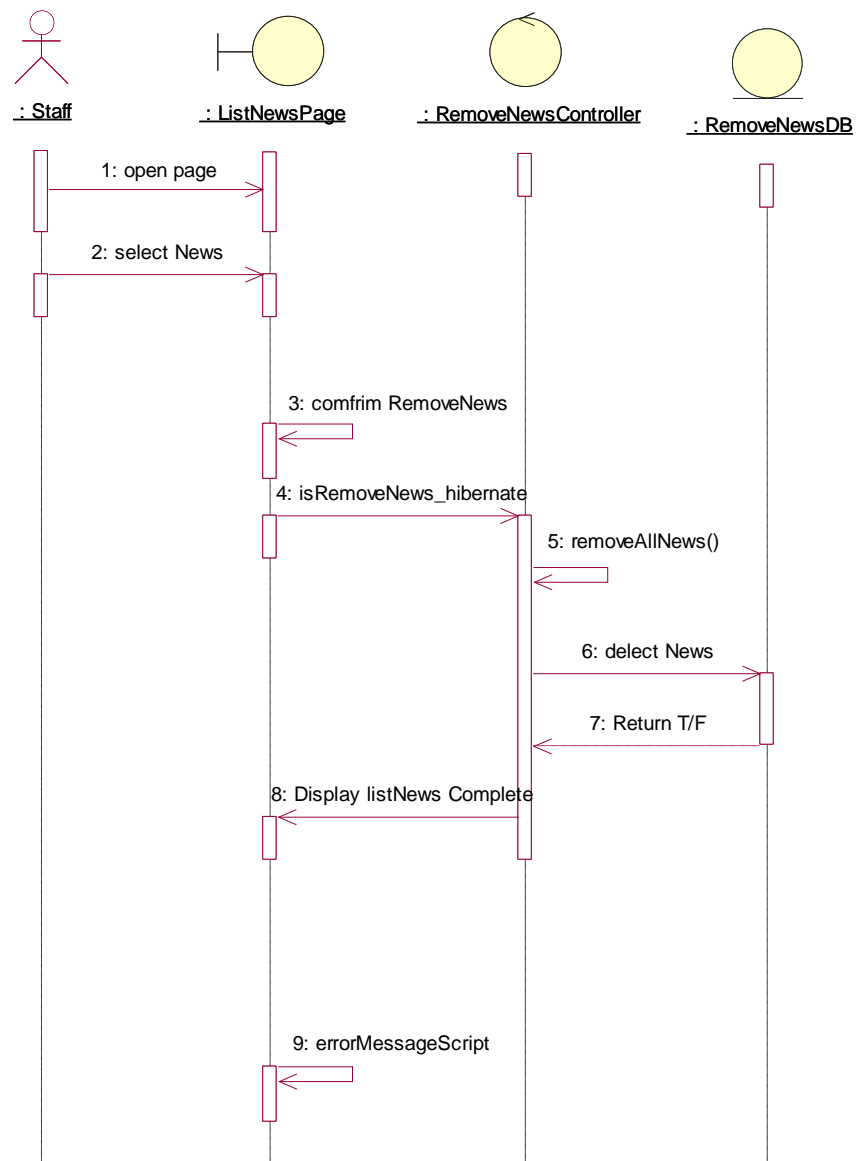 : Staff
: ListNewsPage
: RemoveNewsController
: RemoveNewsDB
1: open page
2: select News
3: comfrim RemoveNews
4: isRemoveNews_hibernate
5: removeAllNews()
6: delect News
7: Return T/F
8: Display listNews Complete
9: errorMessageScript